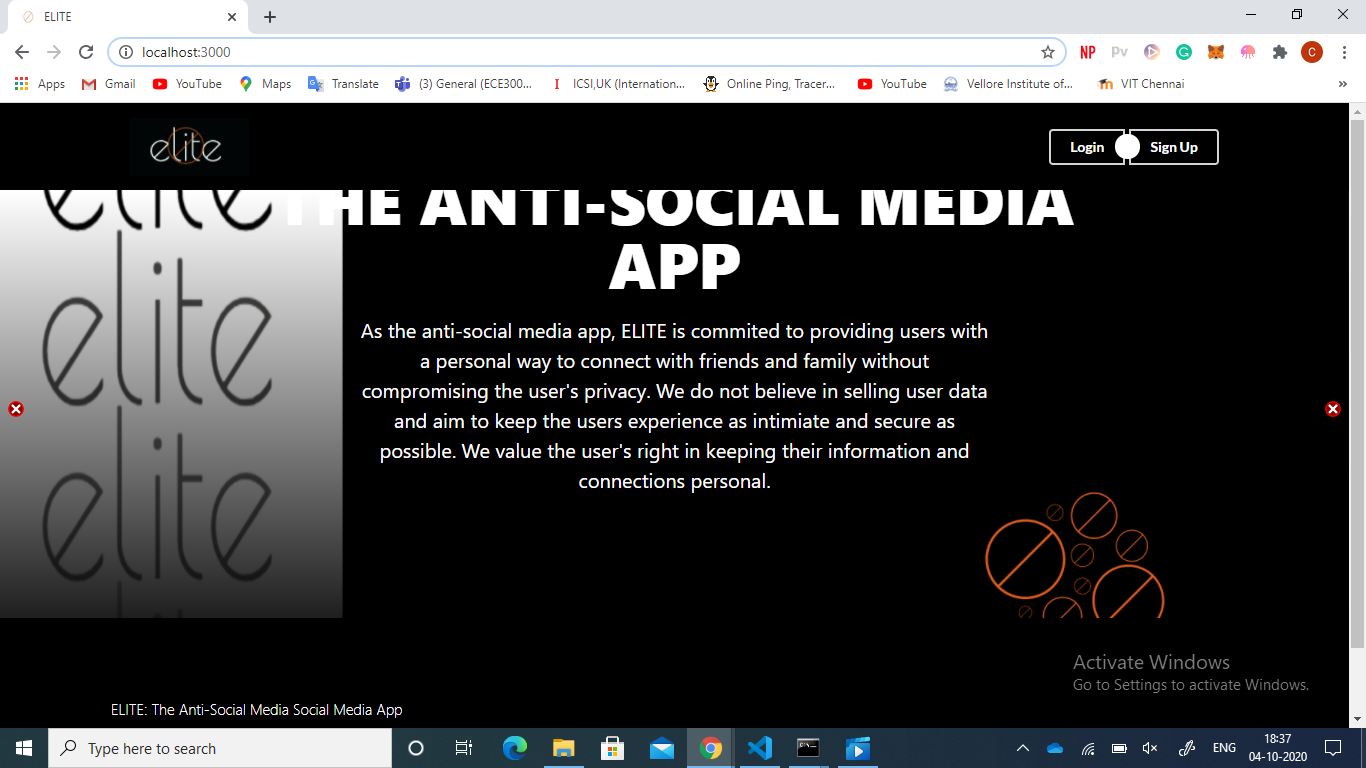 ELITE
localhost:3000
NP
Pv
C
Apps
Gmail
YouTube
Maps
Translate
(3) General (ECE300...
ICSI,UK (Internation...
Online Ping, Tracer...
YouTube
Vellore Institute of...
VIT Chennai
elite
Login
Sign Up
elite
elite
elite
THE ANTI-SOCIAL MEDIA
APP
As the anti-social media app, ELITE is commited to providing users with
a personal way to connect with friends and family without
compromising the user's privacy. We do not believe in selling user data
and aim to keep the users experience as intimiate and secure as
possible. We value the user's right in keeping their information and
connections personal.
Activate Windows
Go to Settings to activate Windows.
ELITE: The Anti-Social Media Social Media App
Type here to search
ENG
18:37
04-10-2020